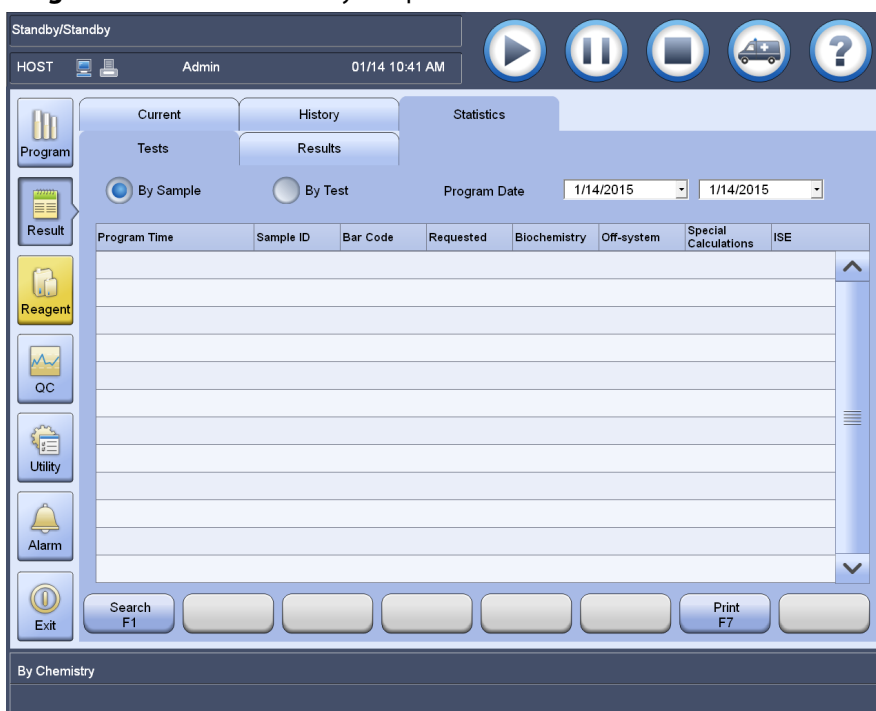 Standby/Standby
HOST Admin 01/14 10:41 AM
?
Current History Statistics
Program Tests Results
By Sample By Test Program Date 1/14/2015 1/14/2015
Result
Program Time Sample ID Bar Code Requested Biochemistry Off-system Special Calculations ISE
Reagent
QC
Utility
Alarm
Exit
Search F1
Print F7
By Chemistry